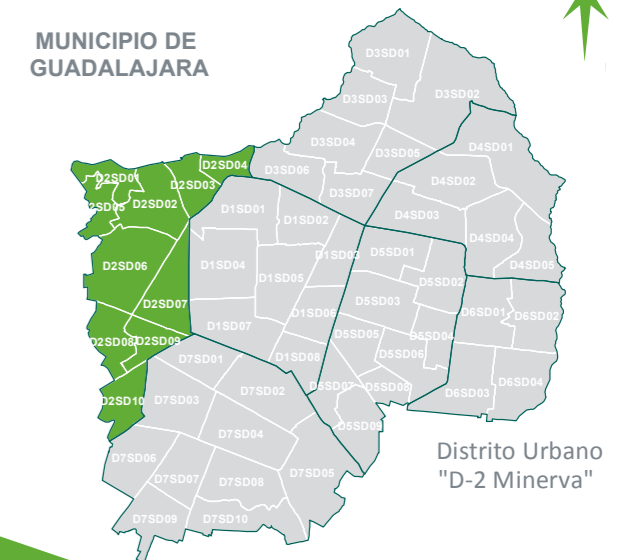 MUNICIPIO DE
GUADALAJARA
D3SD01
D3SD02
D3SD03
D3SD04
D3SD05
D3SD06
D3SD07
D4SD01
D4SD02
D4SD03
D4SD04
D4SD05
D2SD01
D2SD02
D2SD03
D2SD04
2SD05
D2SD06
D2SD07
D2SD08
D2SD09
D2SD10
D1SD01
D1SD02
D1SD03
D1SD04
D1SD05
D1SD06
D1SD07
D1SD08
D5SD01
D5SD02
D5SD03
D5SD04
D5SD05
D5SD06
D5SD07
D5SD08
D5SD09
D6SD01
D6SD02
D6SD03
D6SD04
D7SD01
D7SD02
D7SD03
D7SD04
D7SD05
D7SD06
D7SD07
D7SD08
D7SD09
D7SD10
Distrito Urbano
"D-2 Minerva"